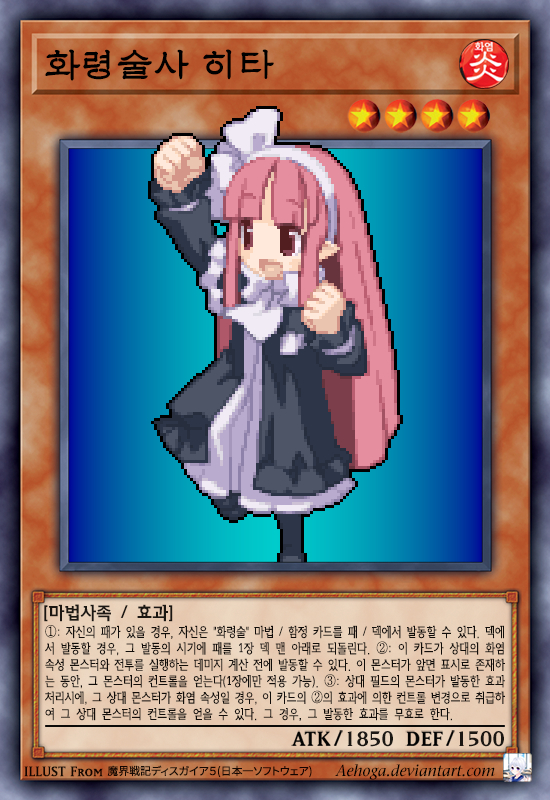 화령술사 히타
화염
炎
[마법사족 / 효과]
①: 자신의 패가 있을 경우, 자신은 "화령술" 마법 / 함정 카드를 패 / 덱에서 발동할 수 있다. 덱에
서 발동할 경우, 그 발동의 시기에 패를 1장 덱 맨 아래로 되돌린다. ②: 이 카드가 상대의 화염
속성 몬스터와 전투를 실행하는 데미지 계산 전에 발동할 수 있다. 이 몬스터가 앞면 표시로 존재하
는 동안, 그 몬스터의 컨트롤을 얻는다(1장에만 적용 가능). ③: 상대 필드의 몬스터가 발동한 효과
처리시에, 그 상대 몬스터가 화염 속성일 경우, 이 카드의 ②의 효과에 의한 컨트롤 변경으로 취급하
여 그 상대 몬스터의 컨트롤을 얻을 수 있다. 그 경우, 그 발동한 효과를 무효로 한다.
ATK/1850 DEF/1500
ILLUST FROM 魔界戦記ディスガイア5(日本一ソフトウェア) Aehoga.deviantart.com